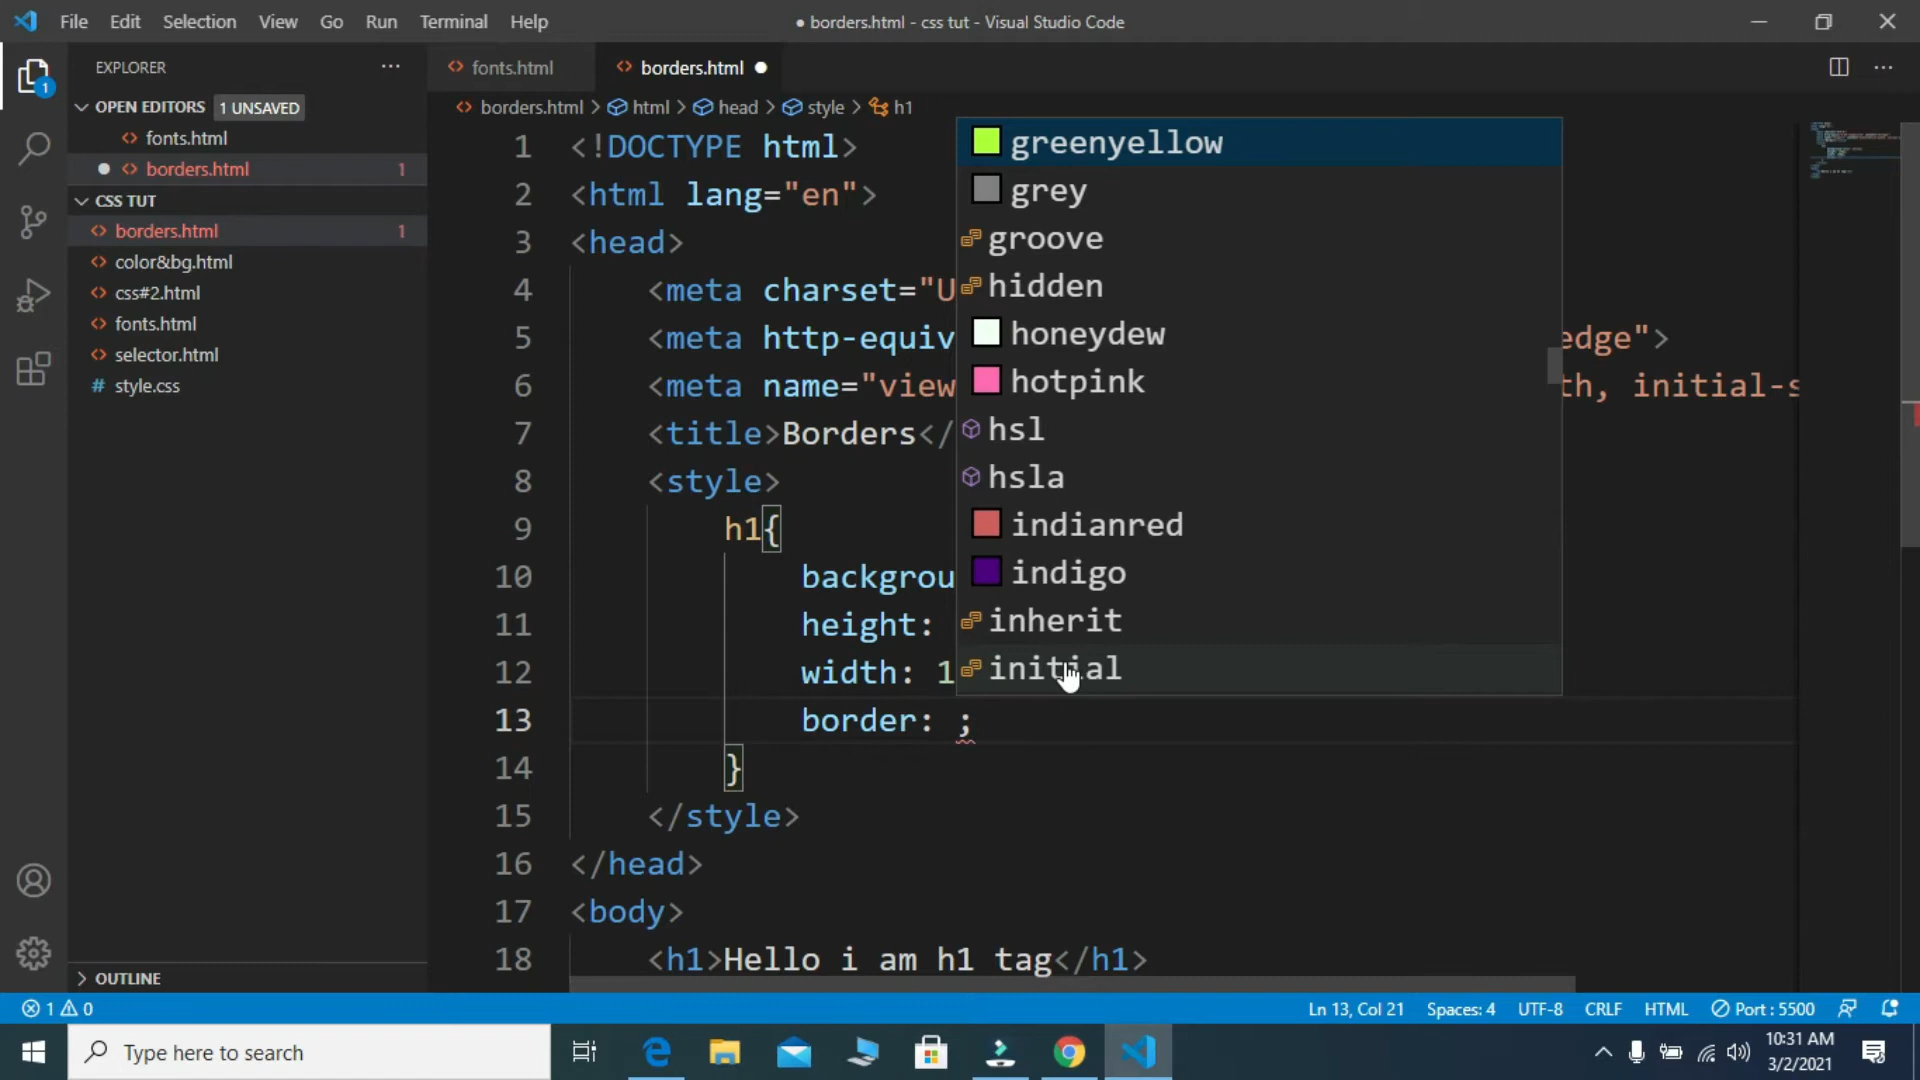 File Edit Selection View Go Run Terminal Help
● borders.html - css tut - Visual Studio Code
EXPLORER
OPEN EDITORS 1 UNSAVED
fonts.html
borders.html 1
CSS TUT
borders.html 1
color&bg.html
css#2.html
fonts.html
selector.html
# style.css
OUTLINE
fonts.html
borders.html
borders.html > html > head > style > h1
1 <!DOCTYPE html>
2 <html lang="en">
3 <head>
4 <meta charset="U
5 <meta http-equiv edge">
6 <meta name="view th, initial-s
7 <title>Borders</
8 <style>
9 h1{
10 backgrou
11 height:
12 width: 1
13 border: ;
14 }
15 </style>
16 </head>
17 <body>
18 <h1>Hello i am h1 tag</h1>
greenyellow
grey
groove
hidden
honeydew
hotpink
hsl
hsla
indianred
indigo
inherit
initial
1 0
Ln 13, Col 21 Spaces: 4 UTF-8 CRLF HTML Port : 5500
Type here to search
10:31 AM
3/2/2021